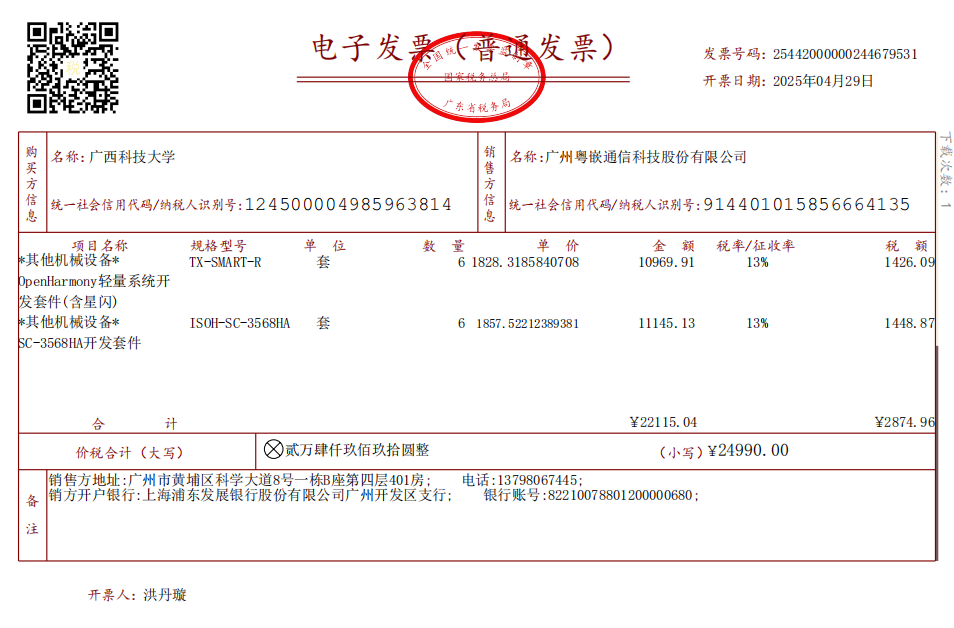 电子发票（普通发票）
全国统一发票监制章
国家税务总局
广东省税务局
发票号码：25442000000244679531
开票日期：2025年04月29日
下载次数：1
购买方信息
名称：广西科技大学
统一社会信用代码/纳税人识别号：124500004985963814
销售方信息
名称：广州粤嵌通信科技股份有限公司
统一社会信用代码/纳税人识别号：914401015856664135
项目名称 规格型号 单 位 数 量 单 价 金 额 税率/征收率 税 额
*其他机械设备* TX-SMART-R 套 6 1828.3185840708 10969.91 13% 1426.09
OpenHarmony轻量系统开
发套件(含星闪)
*其他机械设备* ISOH-SC-3568HA 套 6 1857.52212389381 11145.13 13% 1448.87
SC-3568HA开发套件
合 计 ¥22115.04 ¥2874.96
价税合计（大写） ⊗贰万肆仟玖佰玖拾圆整 （小写）¥24990.00
备注
销售方地址:广州市黄埔区科学大道8号一栋B座第四层401房; 电话:13798067445;
销方开户银行:上海浦东发展银行股份有限公司广州开发区支行; 银行账号:82210078801200000680;
开票人：洪丹璇